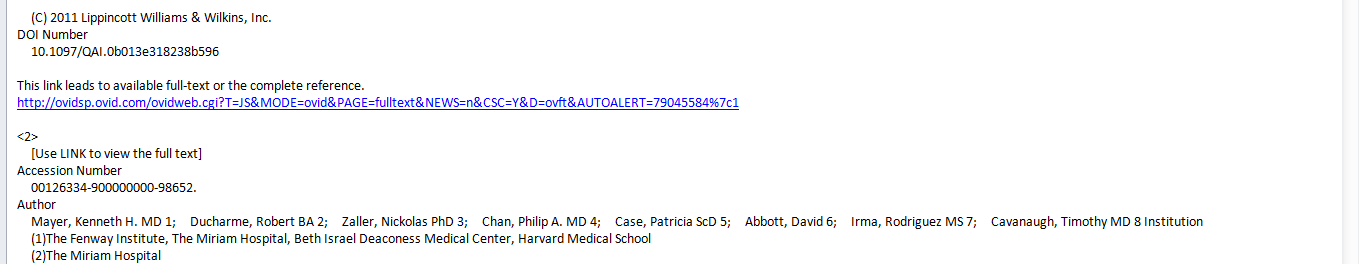 (C) 2011 Lippincott Williams & Wilkins, Inc.
DOI Number
10.1097/QAI.0b013e318238b596
This link leads to available full-text or the complete reference.
http://ovidsp.ovid.com/ovidweb.cgi?T=JS&MODE=ovid&PAGE=fulltext&NEWS=n&CSC=Y&D=ovft&AUTOALERT=79045584%7c1
<2>
[Use LINK to view the full text]
Accession Number
00126334-900000000-98652.
Author
Mayer, Kenneth H. MD 1; Ducharme, Robert BA 2; Zaller, Nickolas PhD 3; Chan, Philip A. MD 4; Case, Patricia ScD 5; Abbott, David 6; Irma, Rodriguez MS 7; Cavanaugh, Timothy MD 8 Institution
(1)The Fenway Institute, The Miriam Hospital, Beth Israel Deaconess Medical Center, Harvard Medical School
(2)The Miriam Hospital